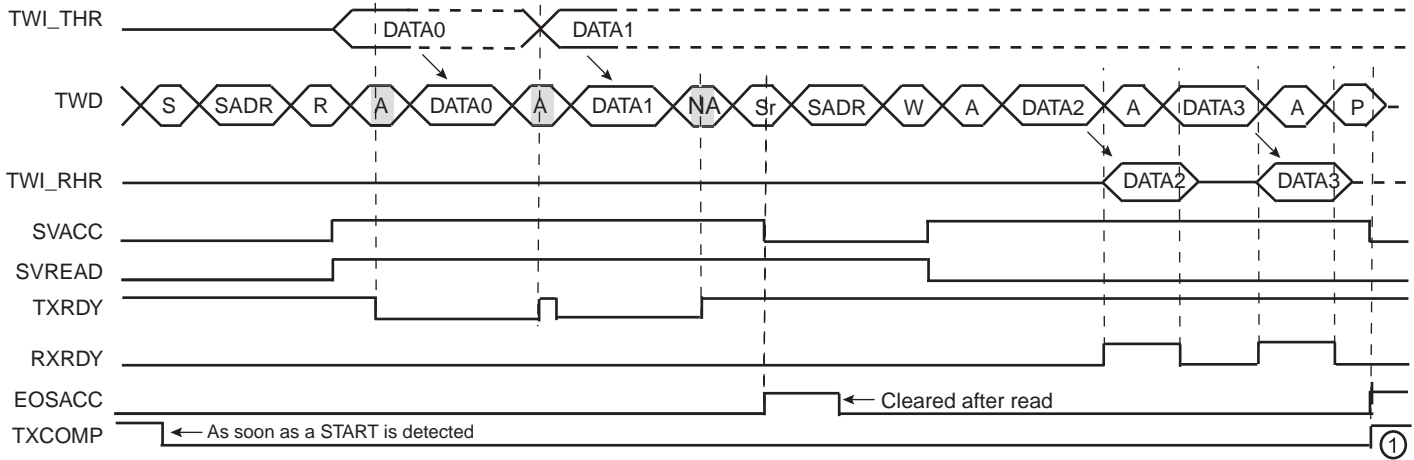 TWI_THR DATA0 DATA1
TWD S SADR R A DATA0 A DATA1 NA Sr SADR W A DATA2 A DATA3 A P
TWI_RHR DATA2 DATA3
SVACC
SVREAD
TXRDY
RXRDY
EOSACC Cleared after read
TXCOMP As soon as a START is detected 1